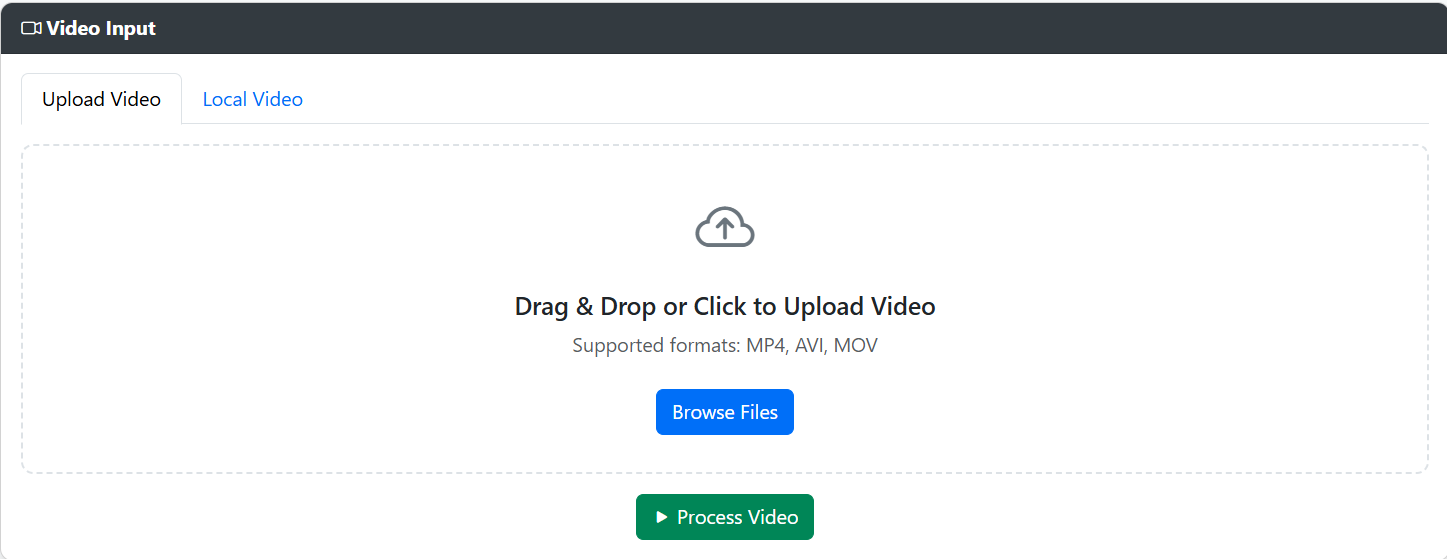 Video Input
Upload Video
Local Video
Drag & Drop or Click to Upload Video
Supported formats: MP4, AVI, MOV
Browse Files
Process Video